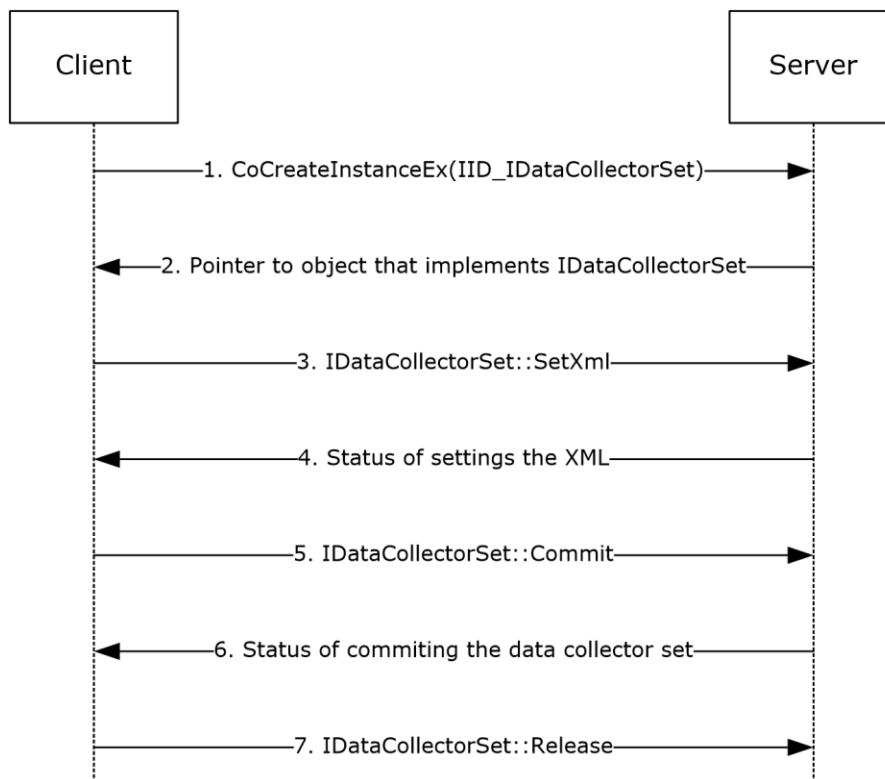 Client
Server
1. CoCreateInstanceEx(IID_IDataCollectorSet)
2. Pointer to object that implements IDataCollectorSet
3. IDataCollectorSet::SetXml
4. Status of settings the XML
5. IDataCollectorSet::Commit
6. Status of commiting the data collector set
7. IDataCollectorSet::Release